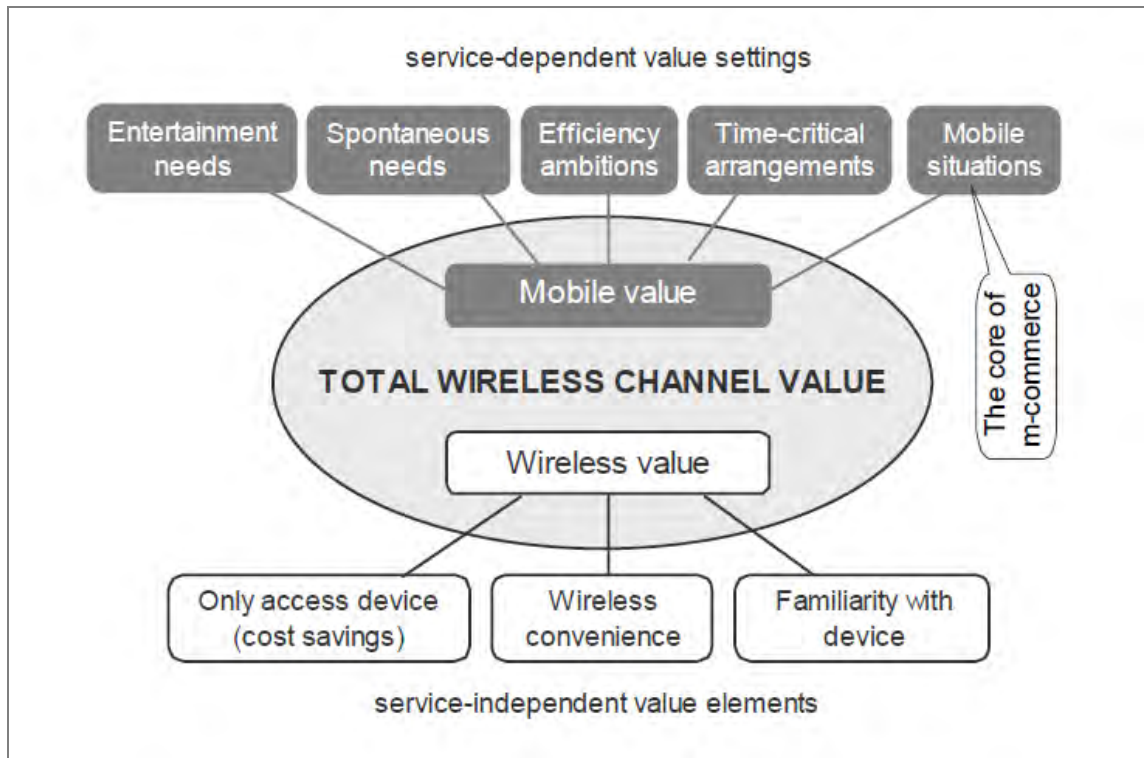 service-dependent value settings
Entertainment
needs
Spontaneous
needs
Efficiency
ambitions
Time-critical
arrangements
Mobile
situations
Mobile value
The core of
m-commerce
TOTAL WIRELESS CHANNEL VALUE
Wireless value
Only access device
(cost savings)
Wireless
convenience
Familiarity with
device
service-independent value elements